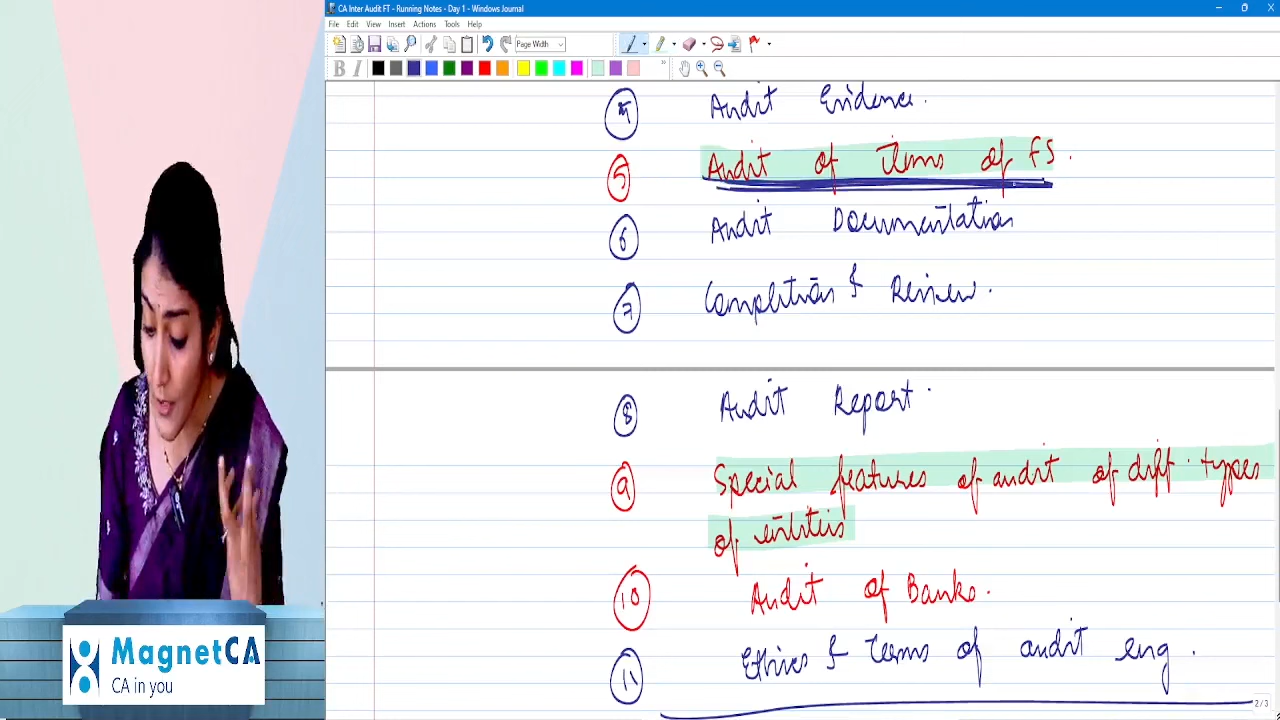 CA Inter Audit FT - Running Notes - Day 1 - Windows Journal
File Edit View Insert Actions Tools Help
Page Width
B I
4 Audit Evidence.
5 Audit of Items of FS.
6 Audit Documentation
7 Completion & Review.
8 Audit Report.
9 Special features of audit of diff. types
of entities
10 Audit of Banks.
11 Ethics & Terms of audit eng.
2/3
MagnetCA
CA in you